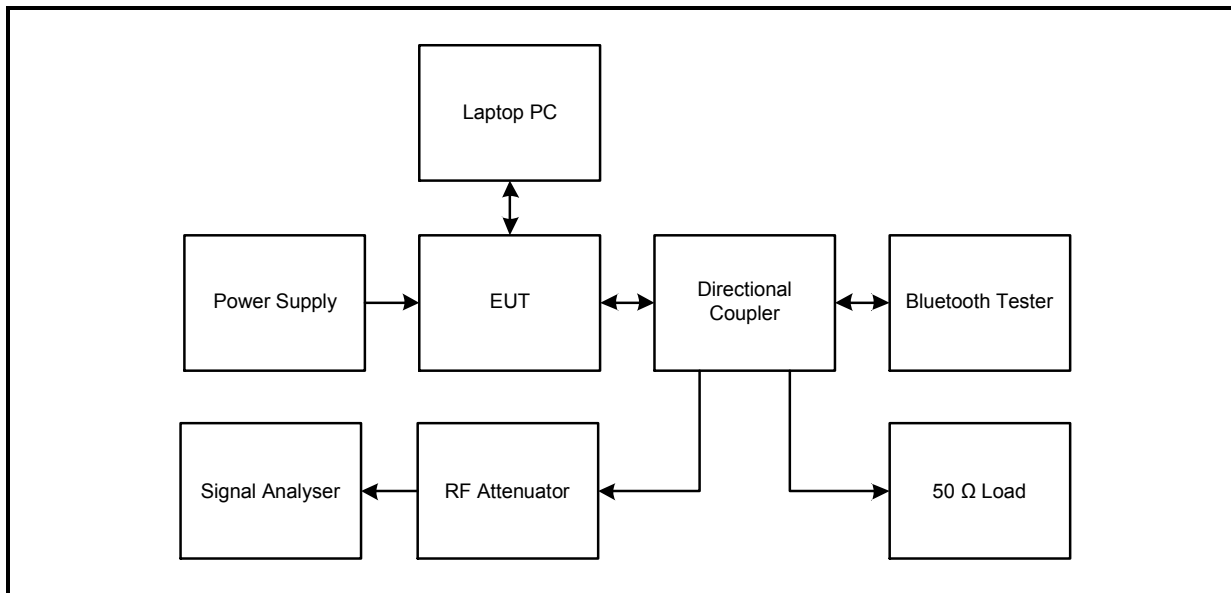 Laptop PC
Power Supply
EUT
Directional
Coupler
Bluetooth Tester
Signal Analyser
RF Attenuator
50 Ω Load